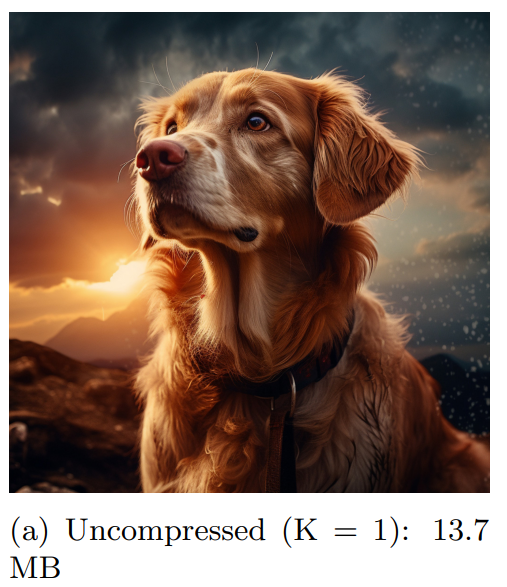 (a) Uncompressed (K = 1): 13.7
MB